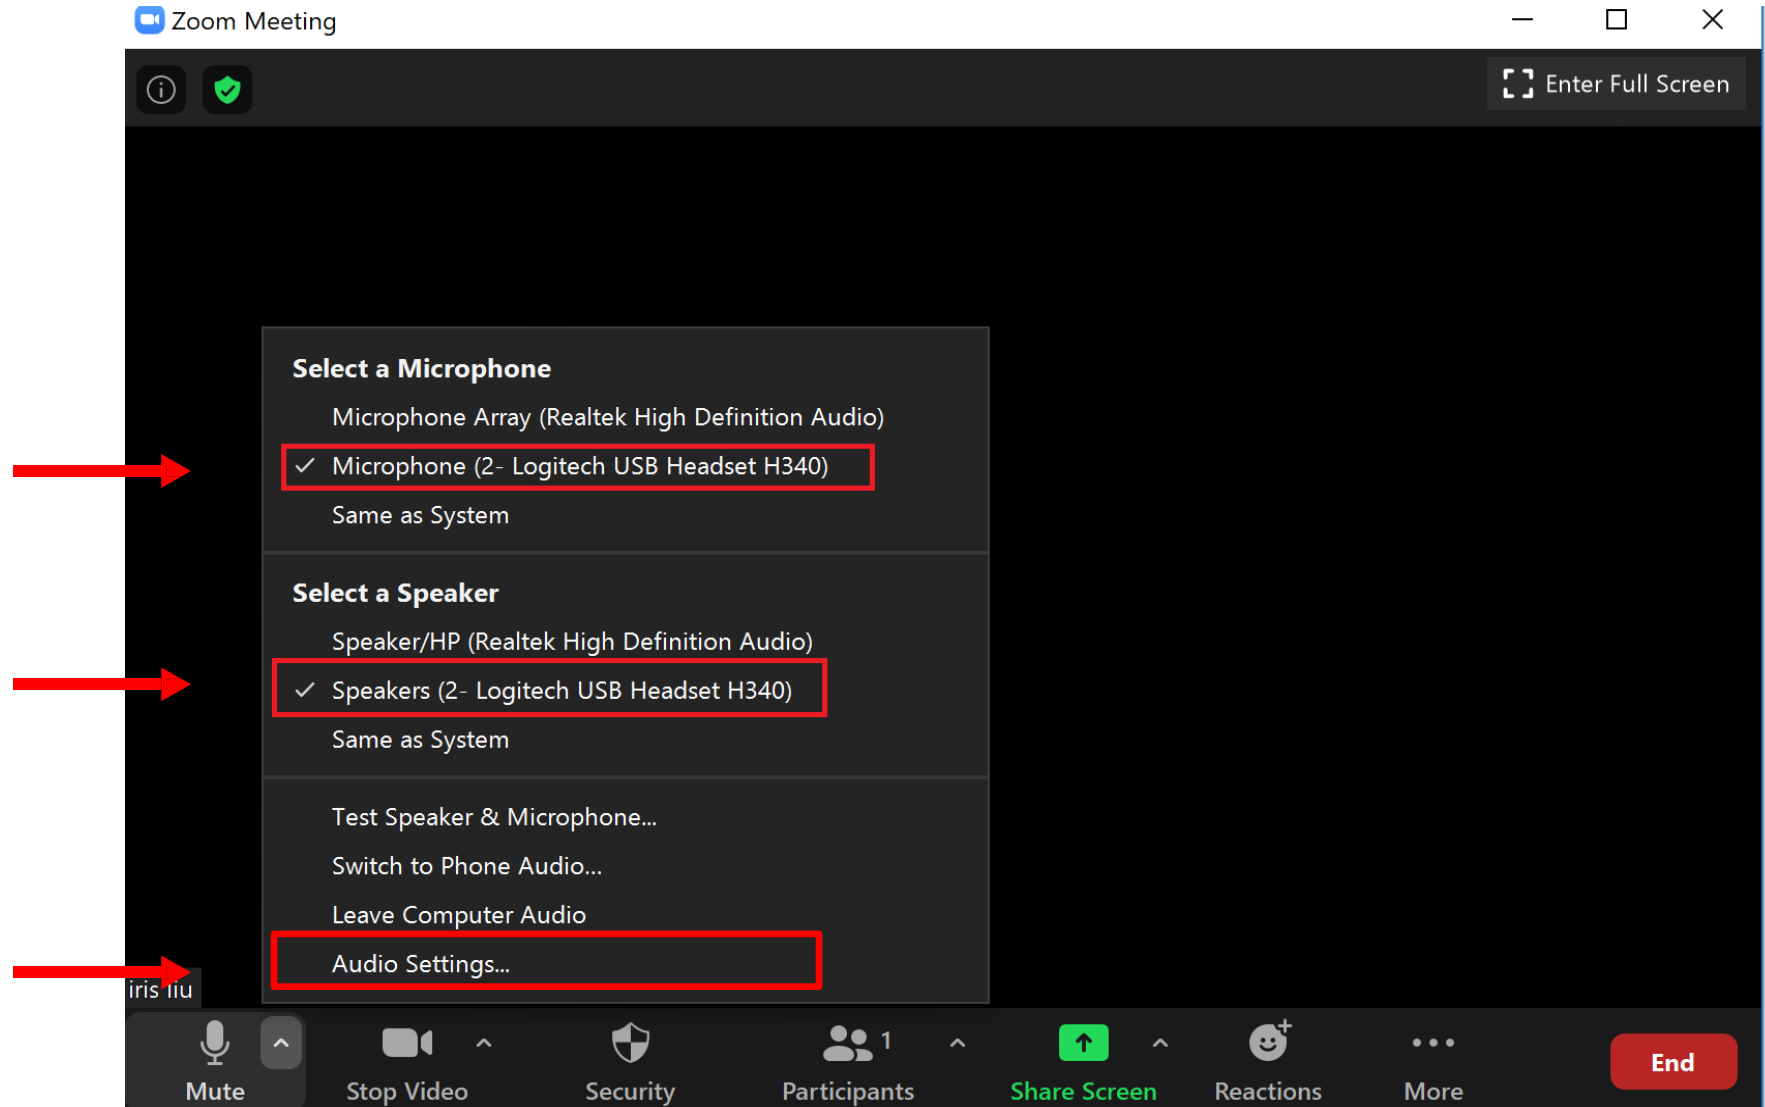 Zoom Meeting
Enter Full Screen
Select a Microphone
Microphone Array (Realtek High Definition Audio)
Microphone (2- Logitech USB Headset H340)
Same as System
Select a Speaker
Speaker/HP (Realtek High Definition Audio)
Speakers (2- Logitech USB Headset H340)
Same as System
Test Speaker & Microphone...
Switch to Phone Audio...
Leave Computer Audio
Audio Settings...
iris liu
1
Mute
Stop Video
Security
Participants
Share Screen
Reactions
More
End